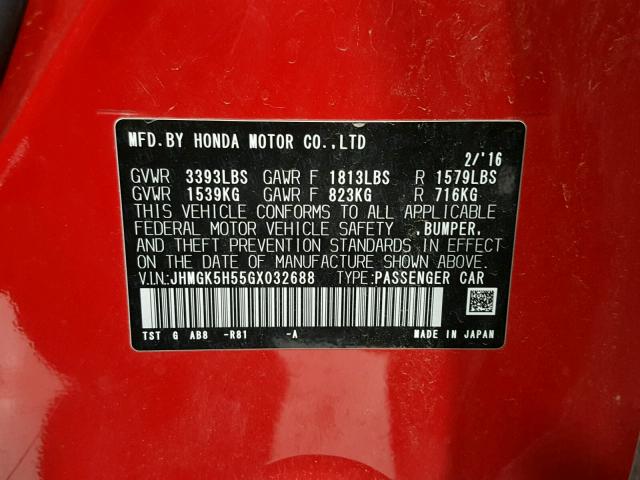 MFD.BY HONDA MOTOR CO.,LTD
2/'16
GVWR 3393LBS GAWR F 1813LBS R 1579LBS
GVWR 1539KG GAWR F 823KG R 716KG
THIS VEHICLE CONFORMS TO ALL APPLICABLE
FEDERAL MOTOR VEHICLE SAFETY ,BUMPER,
AND THEFT PREVENTION STANDARDS IN EFFECT
ON THE DATE OF MANUFACTURE SHOWN ABOVE.
V.I.N.:JHMGK5H55GX032688 TYPE:PASSENGER CAR
TST G AB8 -R81 -A MADE IN JAPAN